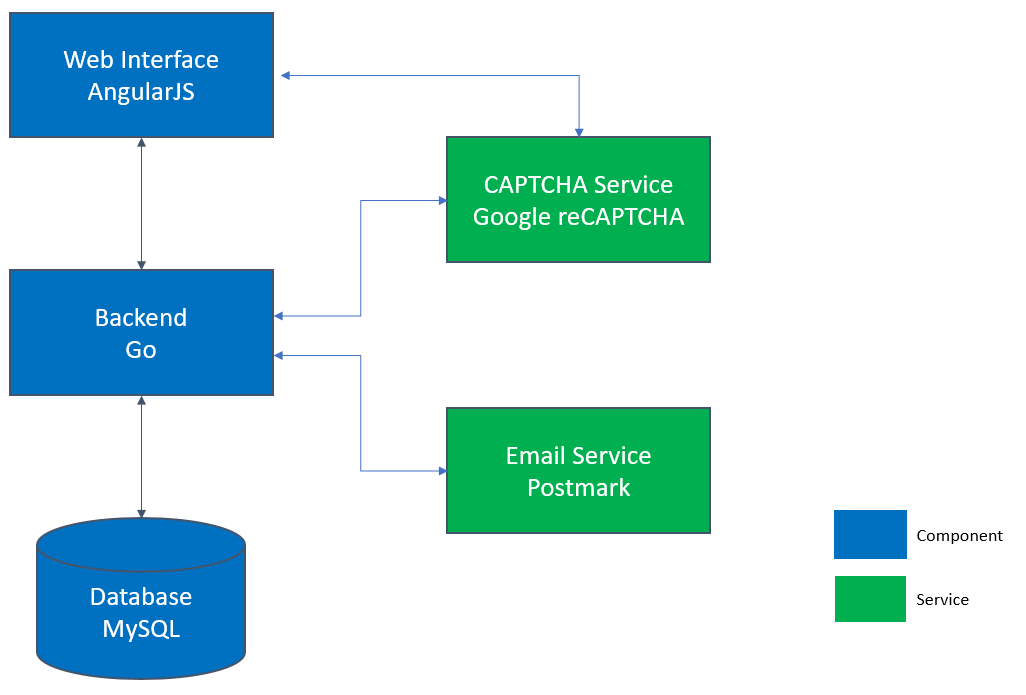 Web Interface
AngularJS
CAPTCHA Service
Google reCAPTCHA
Backend
Go
Email Service
Postmark
Component
Service
Database
MySQL